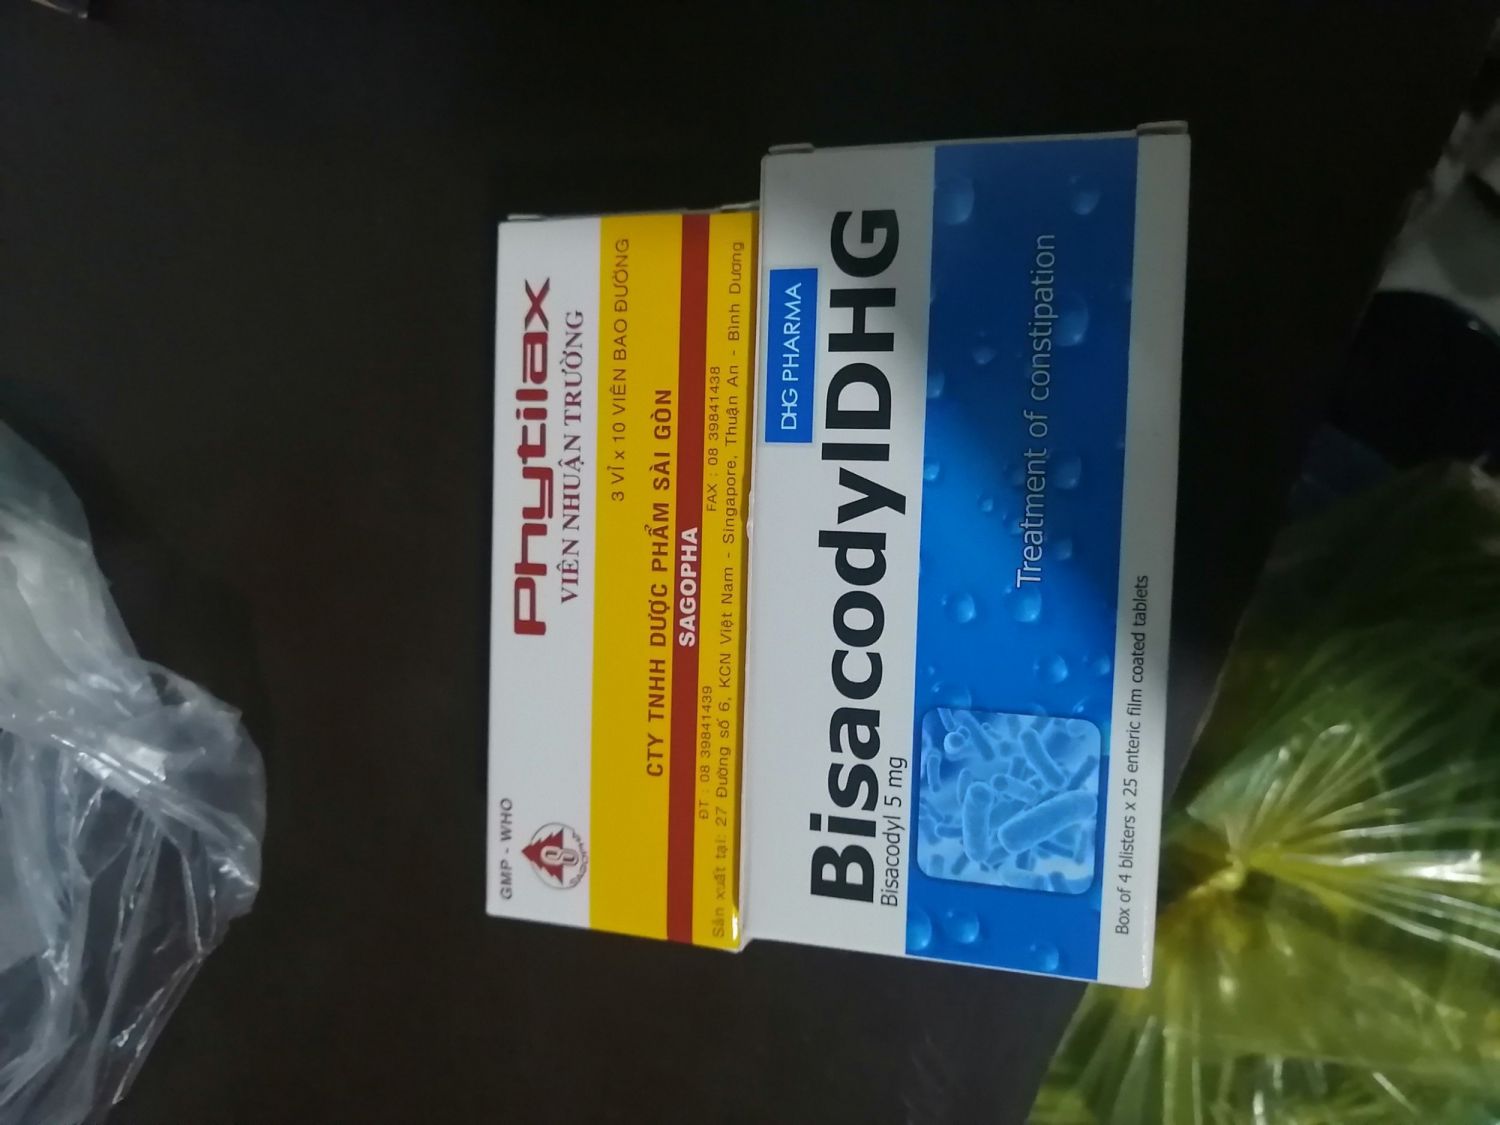 GMP - WHO
Phytilax
VIÊN NHUẬN TRƯỜNG
3 VỈ x 10 VIÊN BAO ĐƯỜNG
CTY TNHH DƯỢC PHẨM SÀI GÒN
SAGOPHA
ĐT : 08 39841439 FAX : 08 39841438
Sản xuất tại: 27 Đường số 6, KCN Việt Nam - Singapore, Thuận An - Bình Dương
DHG PHARMA
BisacodylDHG
Bisacodyl 5 mg
Treatment of constipation
Box of 4 blisters x 25 enteric film coated tablets